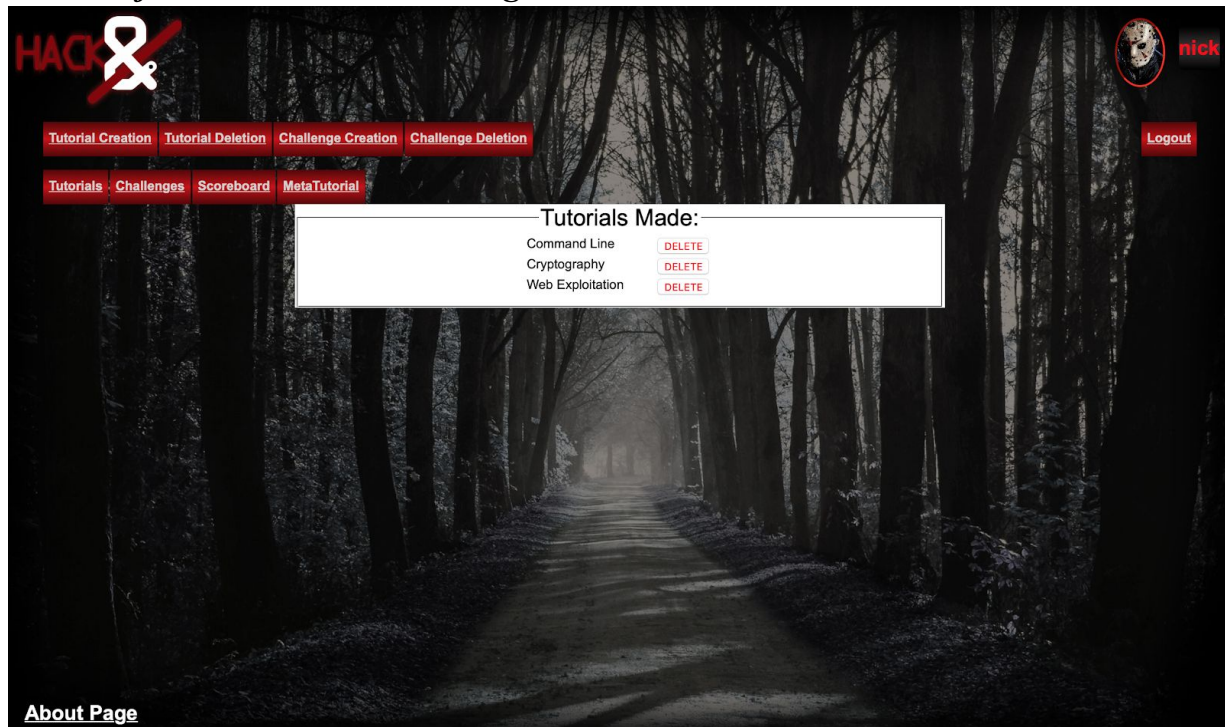 HACK&
nick
Tutorial Creation Tutorial Deletion Challenge Creation Challenge Deletion
Logout
Tutorials Challenges Scoreboard MetaTutorial
Tutorials Made:
Command Line DELETE
Cryptography DELETE
Web Exploitation DELETE
About Page